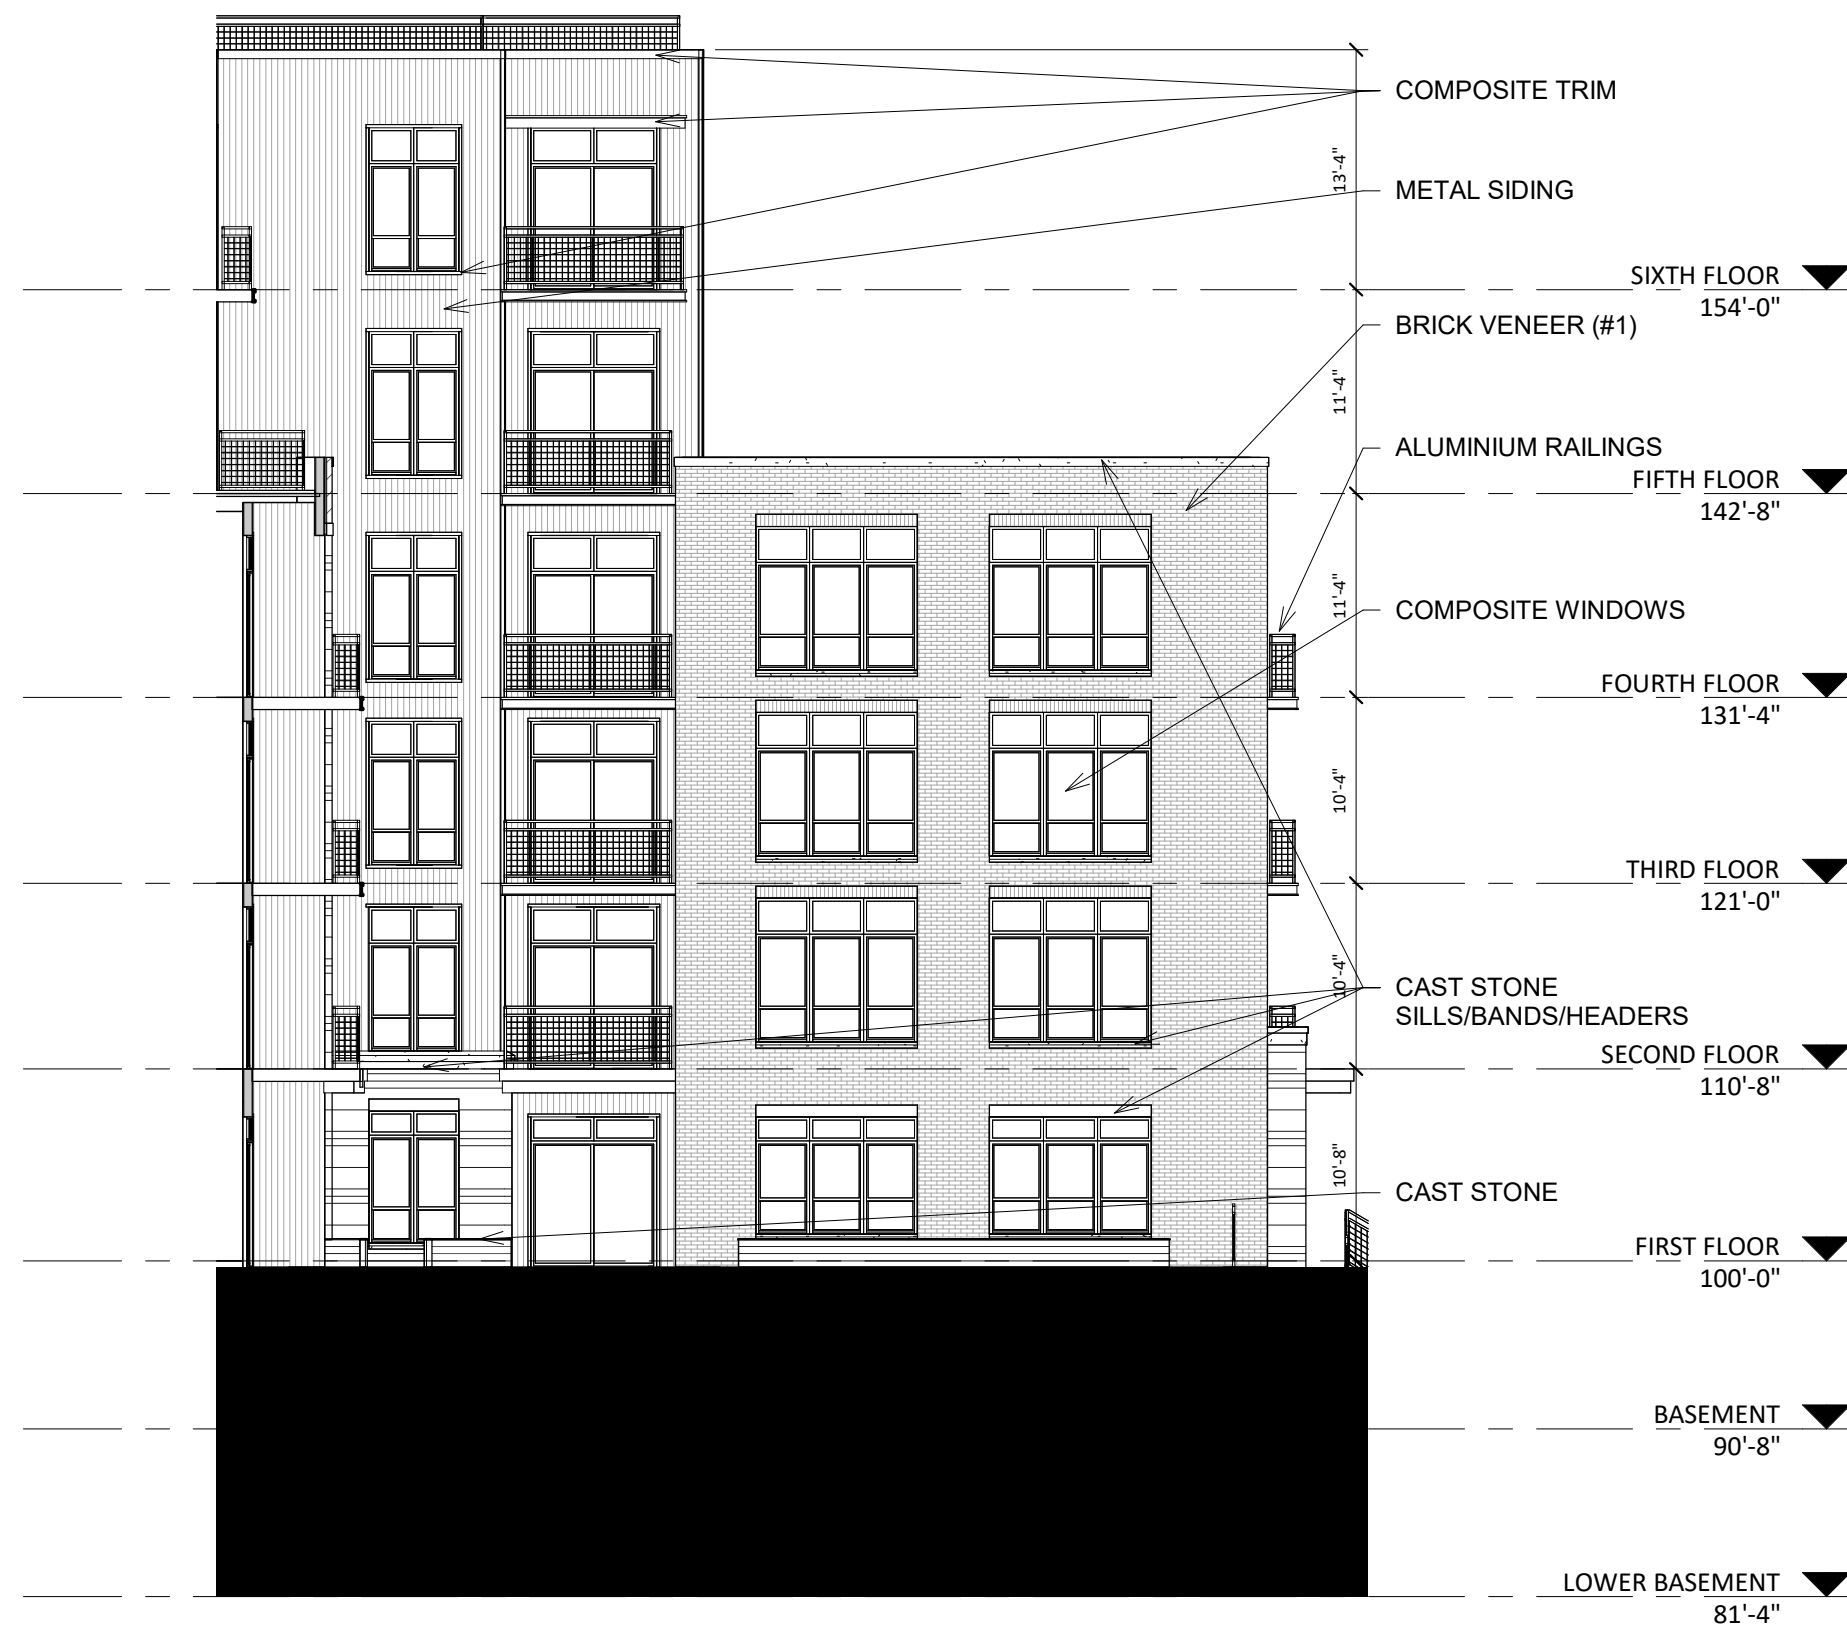 COMPOSITE TRIM
13'-4"
METAL SIDING
SIXTH FLOOR
154'-0"
BRICK VENEER (#1)
11'-4"
ALUMINIUM RAILINGS
FIFTH FLOOR
142'-8"
11'-4"
COMPOSITE WINDOWS
FOURTH FLOOR
131'-4"
10'-4"
THIRD FLOOR
121'-0"
10'-4"
CAST STONE
SILLS/BANDS/HEADERS
SECOND FLOOR
110'-8"
10'-8"
CAST STONE
FIRST FLOOR
100'-0"
BASEMENT
90'-8"
LOWER BASEMENT
81'-4"